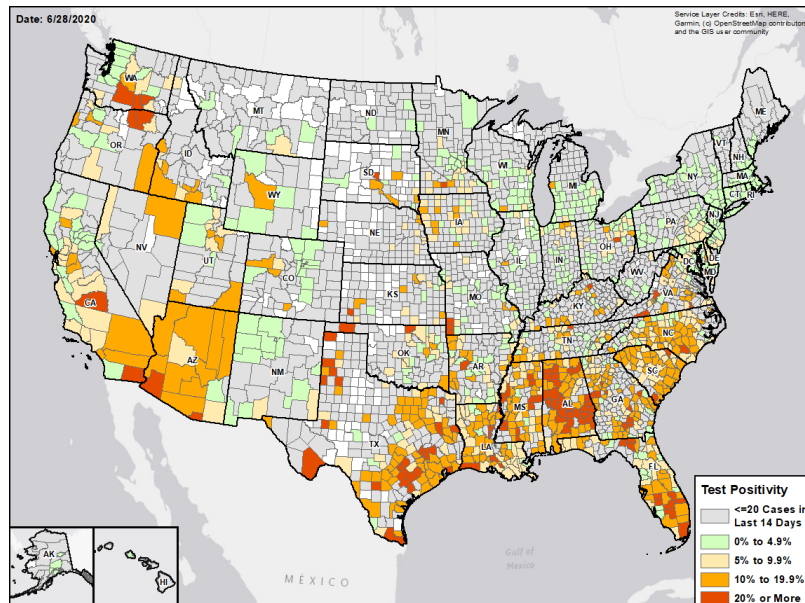 Date: 6/28/2020
Service Layer Credits: Esri, HERE,
Garmin, (c) OpenStreetMap contributors
and the GIS user community
WA
MT
ND
MN
ME
OR
ID
SD
WI
VT
NH
WY
MI
NY
MA
CT
RI
IA
NE
PA
NJ
NV
UT
IL
IN
OH
DE
DC
MD
CO
WV
VA
CA
KS
MO
KY
AZ
NM
OK
TN
NC
AR
SC
MS
AL
GA
TX
LA
FL
Test Positivity
<=20 Cases in
Last 14 Days
0% to 4.9%
5% to 9.9%
10% to 19.9%
20% or More
AK
HI
MÉXICO
Gulf of
Mexico